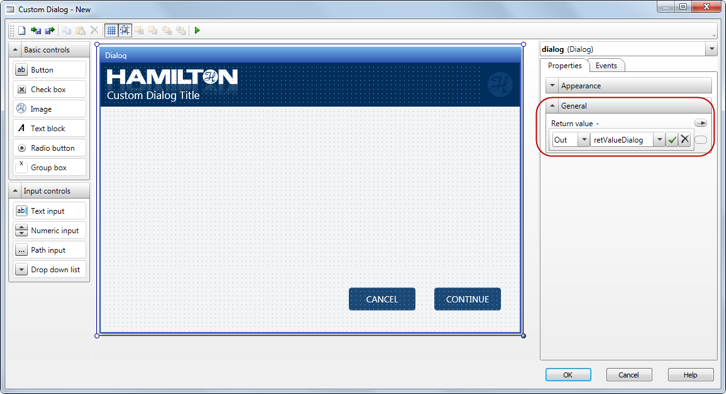 Custom Dialog - New
Basic controls
ab Button
Check box
Image
A Text block
Radio button
x Group box
Input controls
ab Text input
Numeric input
... Path input
Drop down list
Dialog
HAMILTON
Custom Dialog Title
CANCEL
CONTINUE
dialog (Dialog)
Properties
Events
Appearance
General
Return value -
Out
retValueDialog
OK
Cancel
Help